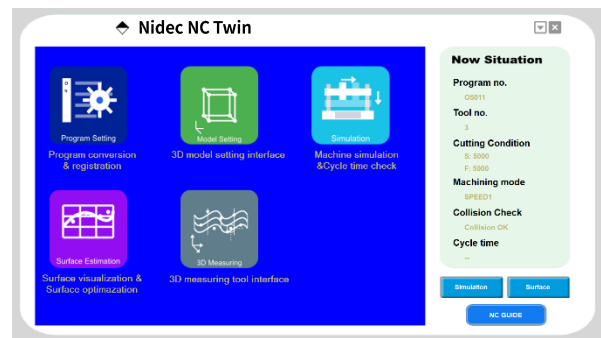 Nidec NC Twin
Program Setting
Program conversion
& registration
Model Setting
3D model setting interface
Simulation
Machine simulation
&Cycle time check
Surface Estimation
Surface visualization &
Surface optimazation
3D Measuring
3D measuring tool interface
Now Situation
Program no.
O5011
Tool no.
3
Cutting Condition
S: 5000
F: 5000
Machining mode
SPEED1
Collision Check
Collision OK
Cycle time
--
Simulation
Surface
NC GUIDE